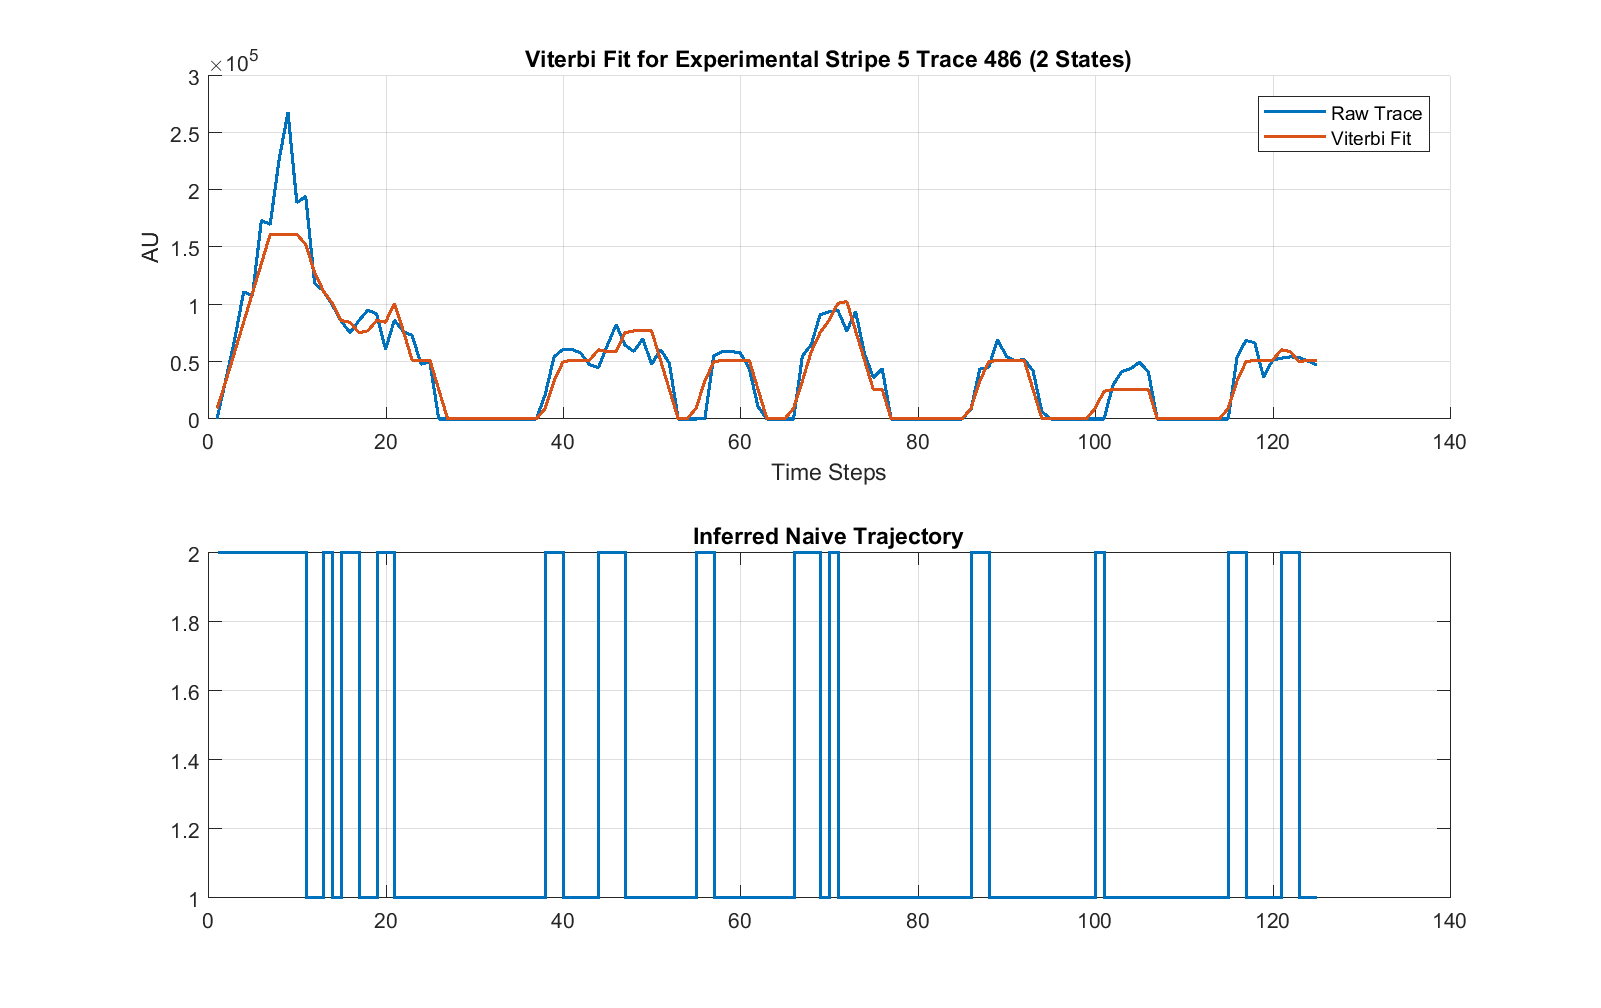 Viterbi Fit for Experimental Stripe 5 Trace 486 (2 States)
×10^5
3
2.5
2
1.5
1
0.5
0
AU
Raw Trace
Viterbi Fit
0 20 40 60 80 100 120 140
Time Steps
Inferred Naive Trajectory
2
1.8
1.6
1.4
1.2
1
0 20 40 60 80 100 120 140